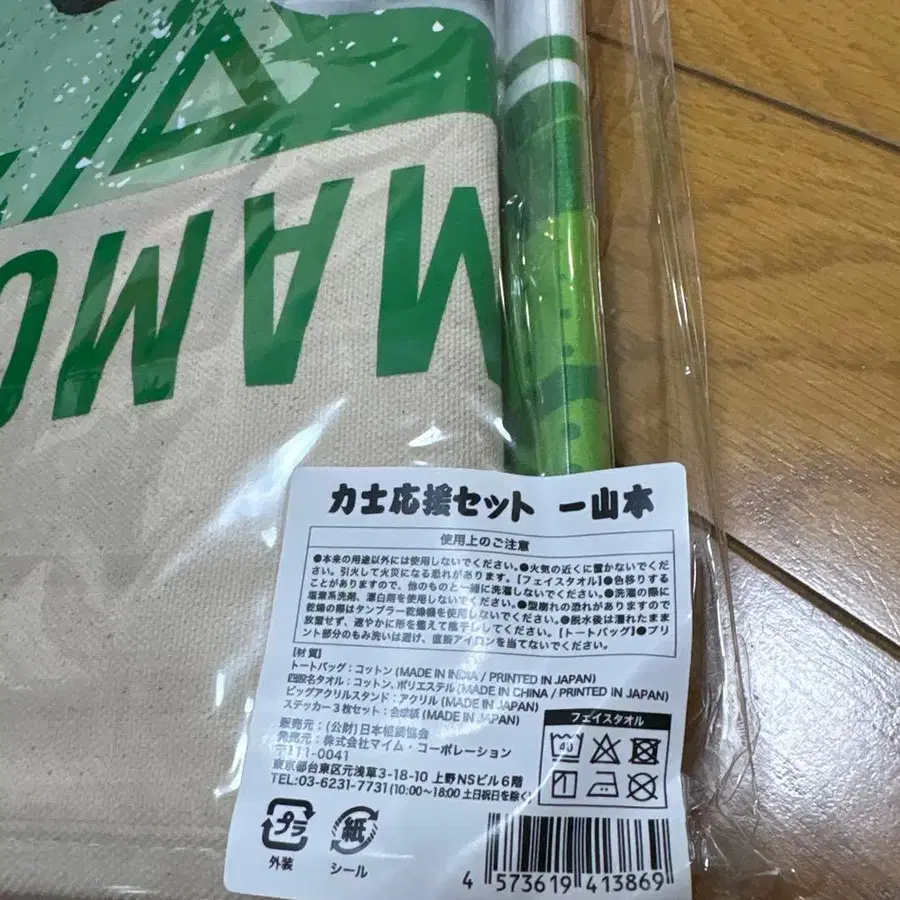 MAMO
力士応援セット 一山本
使用上のご注意
●本来の用途以外には使用しないでください。●火気の近くに置かないでくだ
さい。引火して火災になる恐れがあります。【フェイスタオル】●色移りする
ことがありますので、他のものと一緒に洗濯しないでください。●洗濯の際に
塩素系洗剤、漂白剤を使用しないでください。●型崩れの恐れがありますので
乾燥の際はタンブラー乾燥機を使用しないでください。●脱水後は濡れたまま
放置せず、速やかに形を整えて陰干ししてください。【トートバッグ】●プリ
ント部分のもみ洗いは避け、直接アイロンを当てないでください。
【材質】
トートバッグ:コットン(MADE IN INDIA / PRINTED IN JAPAN)
四股名タオル:コットン、ポリエステル(MADE IN CHINA / PRINTED IN JAPAN)
ビッグアクリルスタンド:アクリル(MADE IN JAPAN)
ステッカー3枚セット:合成紙(MADE IN JAPAN)
販売元:(公財)日本相撲協会
発売元:株式会社マイム・コーポレーション
〒111-0041
東京都台東区元浅草3-18-10 上野NSビル6階
TEL:03-6231-7731(10:00〜18:00 土日祝日を除く)
フェイスタオル
40
プラ
外装
紙
シール
4 573619 413869